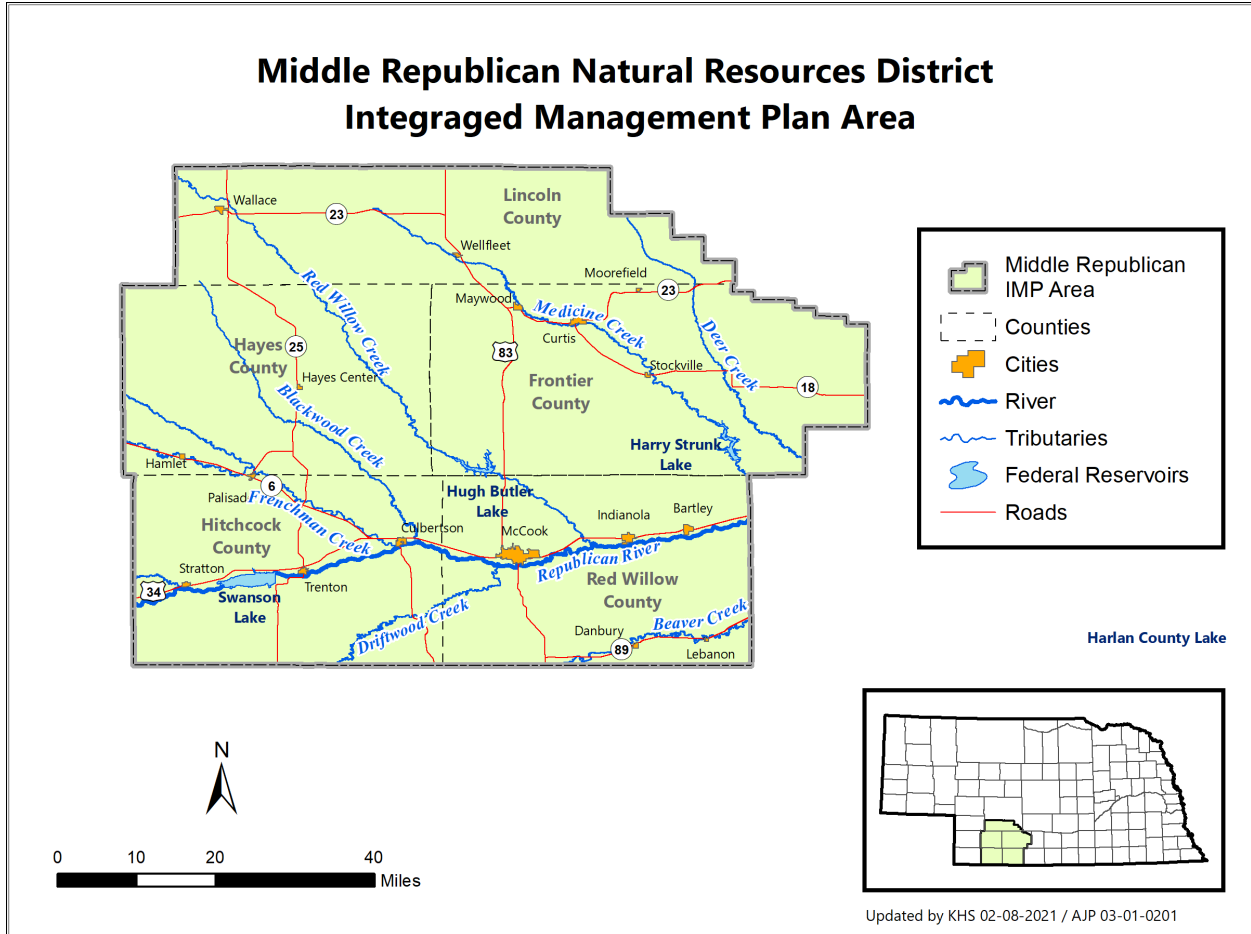 Middle Republican Natural Resources District
Integraged Management Plan Area
Lincoln
County
Wallace
23
Wellfleet
Moorefield
23
Red Willow Creek
Maywood
Medicine Creek
Curtis
Deer Creek
Hayes
County
25
83
Stockville
Hayes Center
Frontier
County
18
Blackwood Creek
Harry Strunk
Lake
Hamlet
6
Palisad
Hugh Butler
Lake
Frenchman Creek
Hitchcock
County
Culbertson
McCook
Indianola
Bartley
Republican River
Stratton
34
Swanson
Lake
Trenton
Red Willow
County
Driftwood Creek
Danbury
Beaver Creek
89
Lebanon
Middle Republican
IMP Area
Counties
Cities
River
Tributaries
Federal Reservoirs
Roads
Harlan County Lake
N
0 10 20 40
Miles
Updated by KHS 02-08-2021 / AJP 03-01-0201